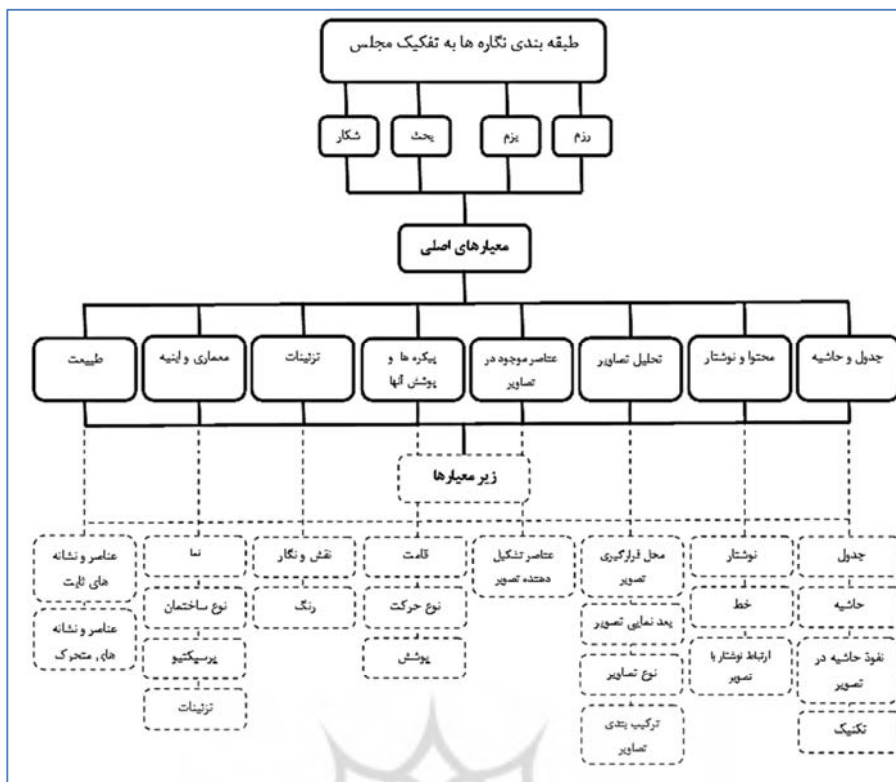 طبقه بندی نگاره ها به تفکیک مجلس
رزم
بزم
بحث
شکار
معیارهای اصلی
جدول و حاشیه
محتوا و نوشتار
تحلیل تصاویر
عناصر موجود در
تصاویر
پیکره ها و
پوشش آنها
تزئینات
معماری و ابنیه
طبیعت
زیر معیارها
جدول
حاشیه
نفوذ حاشیه در
تصویر
تکنیک
نوشتار
خط
ارتباط نوشتار با
تصویر
محل قرارگیری
تصویر
بعد نمایی تصویر
نوع تصاویر
ترکیب بندی
تصاویر
عناصر تشکیل
دهنده تصویر
قامت
نوع حرکت
پوشش
نقش و نگار
رنگ
نما
نوع ساختمان
پرسپکتیو
تزئینات
عناصر و نشانه
های ثابت
عناصر و نشانه
های متحرک